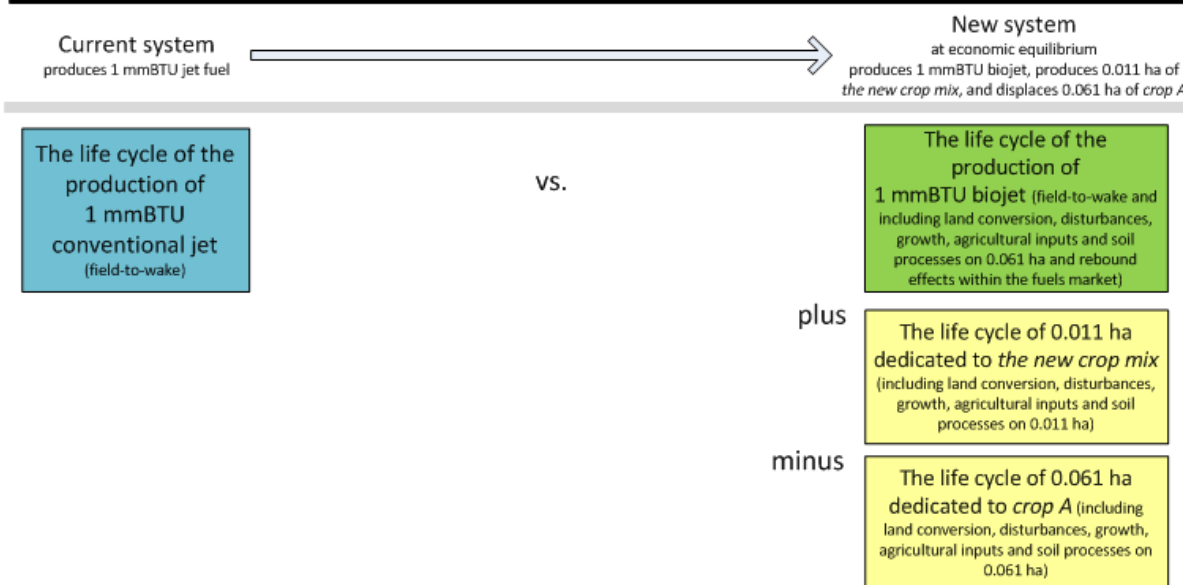 Current system
produces 1 mmBTU jet fuel
New system
at economic equilibrium
produces 1 mmBTU biojet, produces 0.011 ha of
the new crop mix, and displaces 0.061 ha of crop A
The life cycle of the
production of
1 mmBTU
conventional jet
(field-to-wake)
vs.
The life cycle of the
production of
1 mmBTU biojet (field-to-wake and
including land conversion, disturbances,
growth, agricultural inputs and soil
processes on 0.061 ha and rebound
effects within the fuels market)
plus
The life cycle of 0.011 ha
dedicated to the new crop mix
(including land conversion, disturbances,
growth, agricultural inputs and soil
processes on 0.011 ha)
minus
The life cycle of 0.061 ha
dedicated to crop A (including
land conversion, disturbances, growth,
agricultural inputs and soil processes on
0.061 ha)